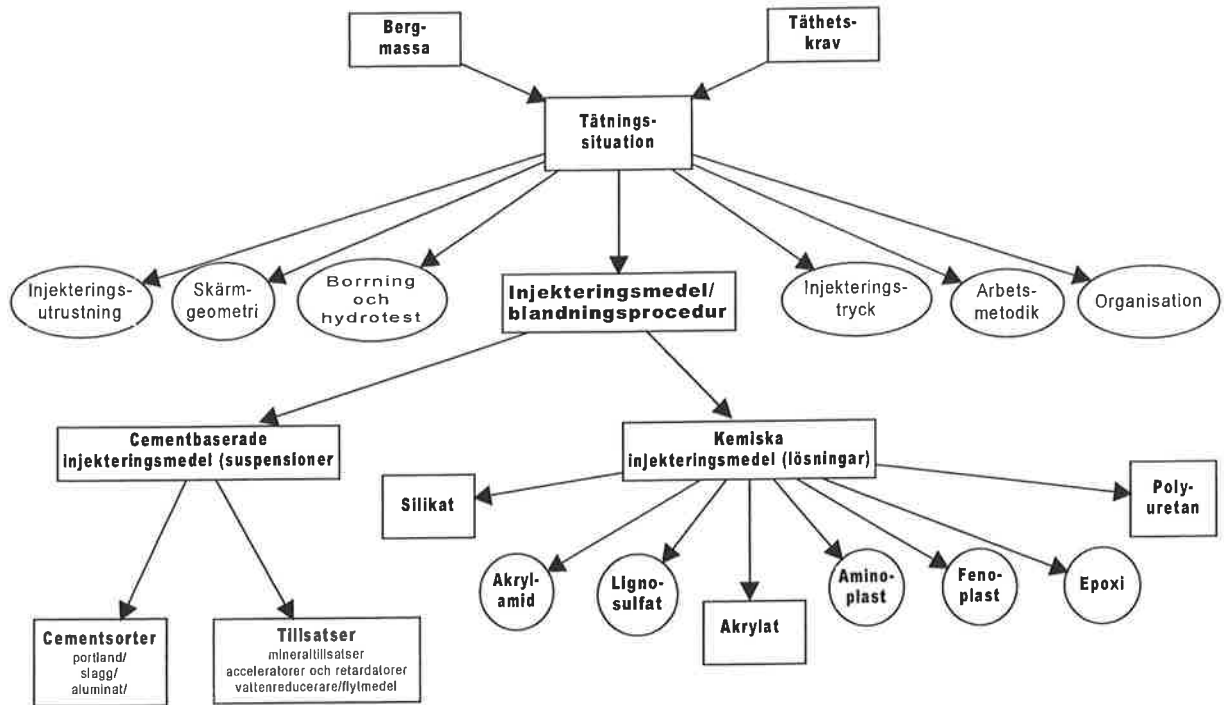 Berg-
massa
Täthets-
krav
Tätnings-
situation
Injekterings-
utrustning
Skärm-
geometri
Borrning
och
hydrotest
Injekteringsmedel/
blandningsprocedur
Injekterings-
tryck
Arbets-
metodik
Organisation
Cementbaserade
injekteringsmedel (suspensioner
Kemiska
injekteringsmedel (lösningar)
Silikat
Poly-
uretan
Akryl-
amid
Ligno-
sulfat
Akrylat
Amino-
plast
Feno-
plast
Epoxi
Cementsorter
portland/
slagg/
aluminat/
Tillsatser
mineraltillsatser
acceleratorer och retardatorer
vattenreducerare/flytmedel